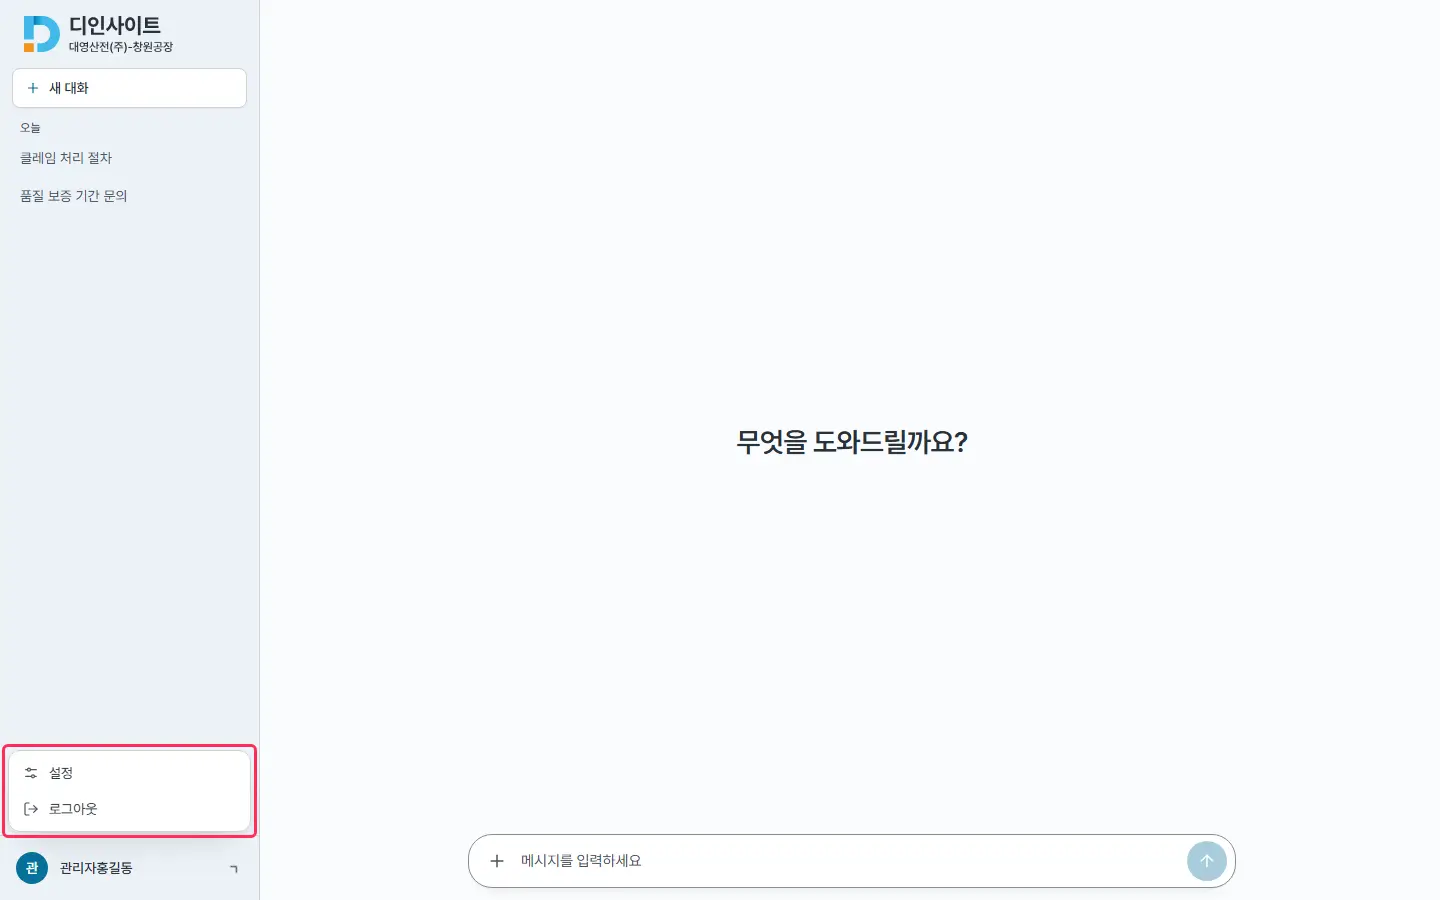 디인사이트
대영산전(주)-창원공장
새 대화
오늘
클레임 처리 절차
품질 보증 기간 문의
무엇을 도와드릴까요?
설정
로그아웃
관 관리자홍길동
메시지를 입력하세요